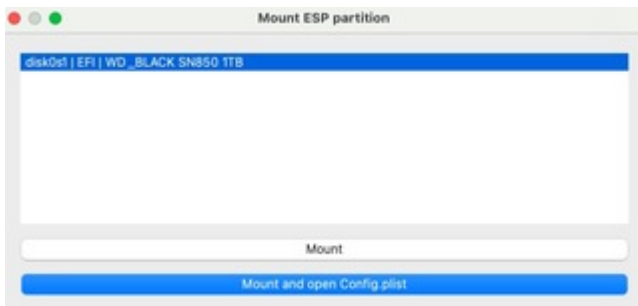 Mount ESP partition
disk0s1 | EFI | WD_BLACK SN850 1TB
Mount
Mount and open Config.plist